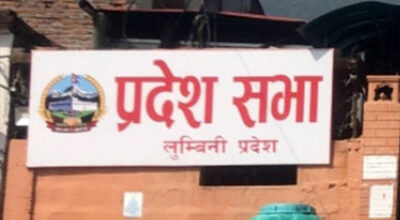 प्रदेश सभा
लुम्बिनी प्रदेश